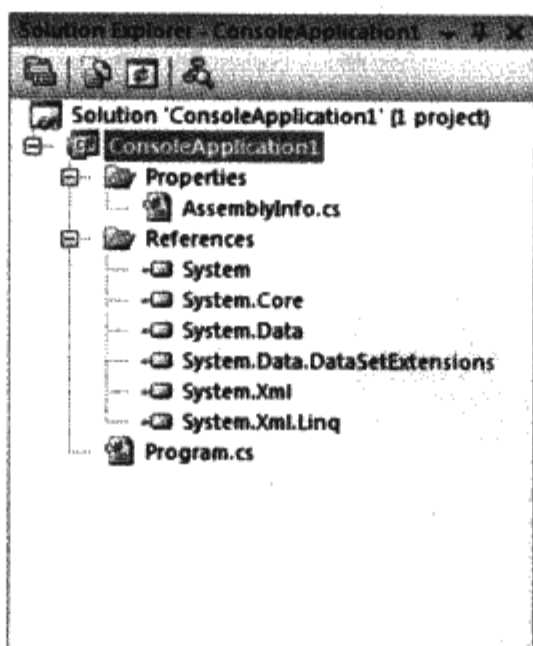 Solution Explorer - ConsoleApplication1
Solution 'ConsoleApplication1' (1 project)
ConsoleApplication1
Properties
AssemblyInfo.cs
References
System
System.Core
System.Data
System.Data.DataSetExtensions
System.Xml
System.Xml.Linq
Program.cs